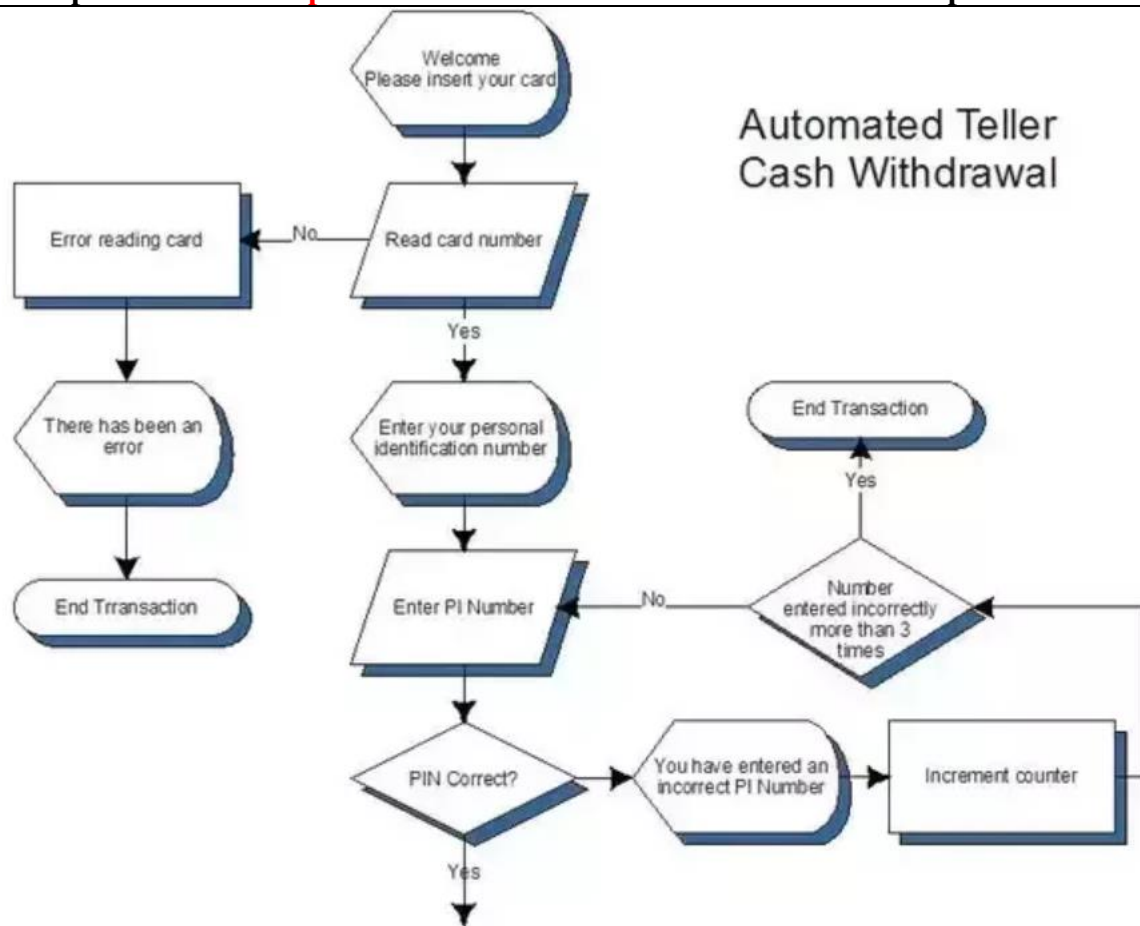 Welcome
Please insert your card
Automated Teller
Cash Withdrawal
Error reading card
No
Read card number
Yes
There has been an
error
Enter your personal
identification number
End Transaction
Yes
End Trransaction
Enter PI Number
No
Number
entered incorrectly
more than 3
times
PIN Correct?
You have entered an
incorrect PI Number
Increment counter
Yes